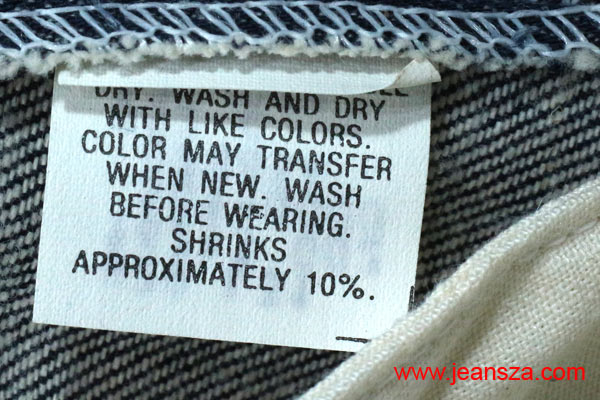 DRY. WASH AND DRY
WITH LIKE COLORS.
COLOR MAY TRANSFER
WHEN NEW. WASH
BEFORE WEARING.
SHRINKS
APPROXIMATELY 10%.
www.jeansza.com